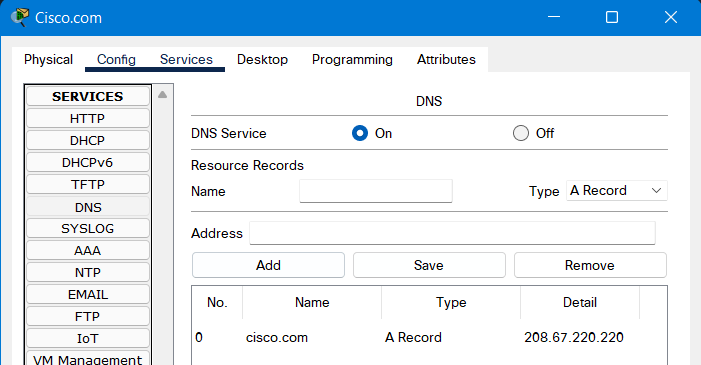 Cisco.com
Physical Config Services Desktop Programming Attributes
SERVICES
HTTP
DHCP
DHCPv6
TFTP
DNS
SYSLOG
AAA
NTP
EMAIL
FTP
IoT
VM Management
DNS
DNS Service On Off
Resource Records
Name Type A Record
Address
Add Save Remove
No. Name Type Detail
0 cisco.com A Record 208.67.220.220